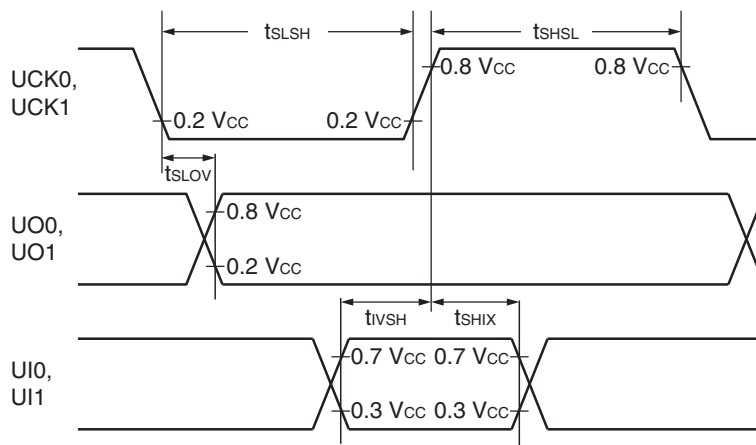 tSLSH
tSHSL
UCK0,
UCK1
0.8 VCC
0.8 VCC
0.2 VCC
0.2 VCC
tSLOV
UO0,
UO1
0.8 VCC
0.2 VCC
tIVSH
tSHIX
UI0,
UI1
0.7 VCC
0.7 VCC
0.3 VCC
0.3 VCC